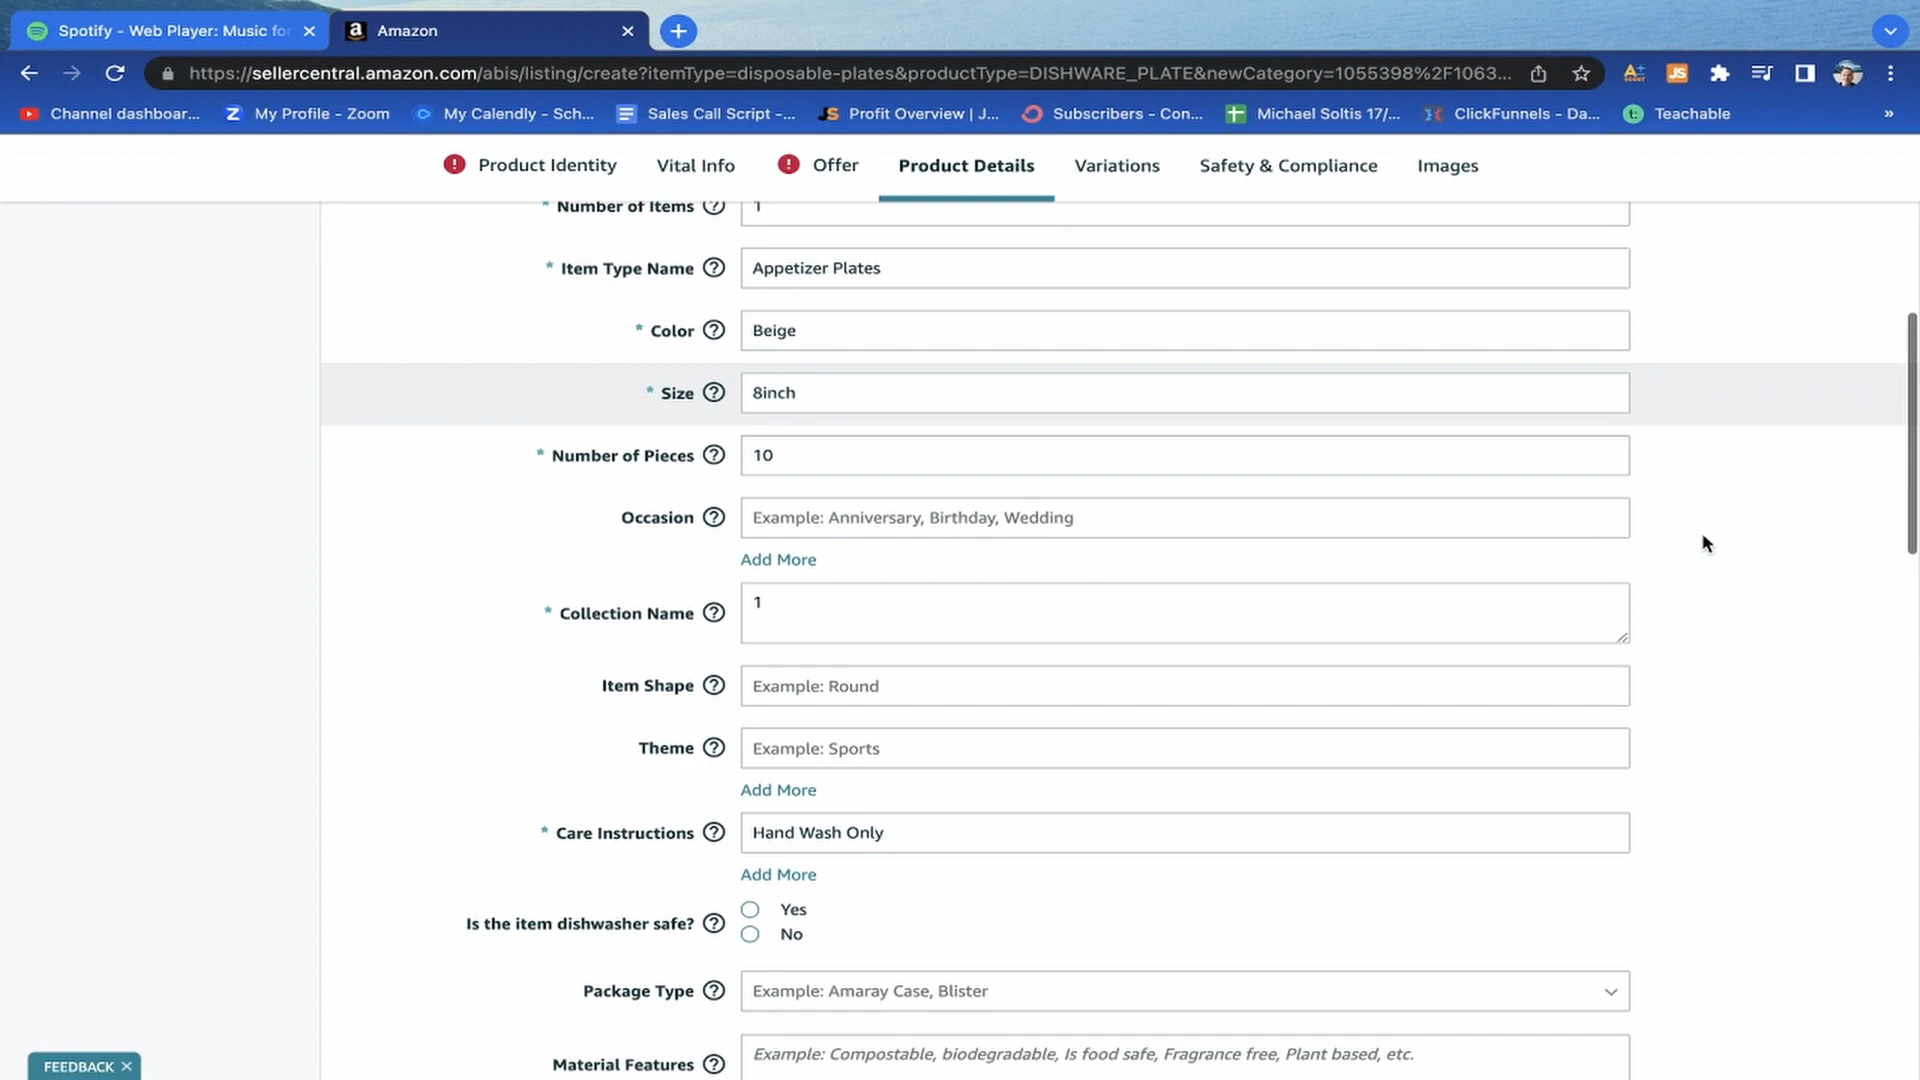 Spotify - Web Player: Music for
Amazon
https://sellercentral.amazon.com/abis/listing/create?itemType=disposable-plates&productType=DISHWARE_PLATE&newCategory=1055398%2F1063...
Channel dashboar...
My Profile - Zoom
My Calendly - Sch...
Sales Call Script -...
Profit Overview | J...
Subscribers - Con...
Michael Soltis 17/...
ClickFunnels - Da...
Teachable
»
Product Identity
Vital Info
Offer
Product Details
Variations
Safety & Compliance
Images
* Number of Items ? 1
* Item Type Name ? Appetizer Plates
* Color ? Beige
* Size ? 8inch
* Number of Pieces ? 10
Occasion ? Example: Anniversary, Birthday, Wedding
Add More
* Collection Name ? 1
Item Shape ? Example: Round
Theme ? Example: Sports
Add More
* Care Instructions ? Hand Wash Only
Add More
Is the item dishwasher safe? ?
Yes
No
Package Type ? Example: Amaray Case, Blister
Material Features ? Example: Compostable, biodegradable, Is food safe, Fragrance free, Plant based, etc.
FEEDBACK ×